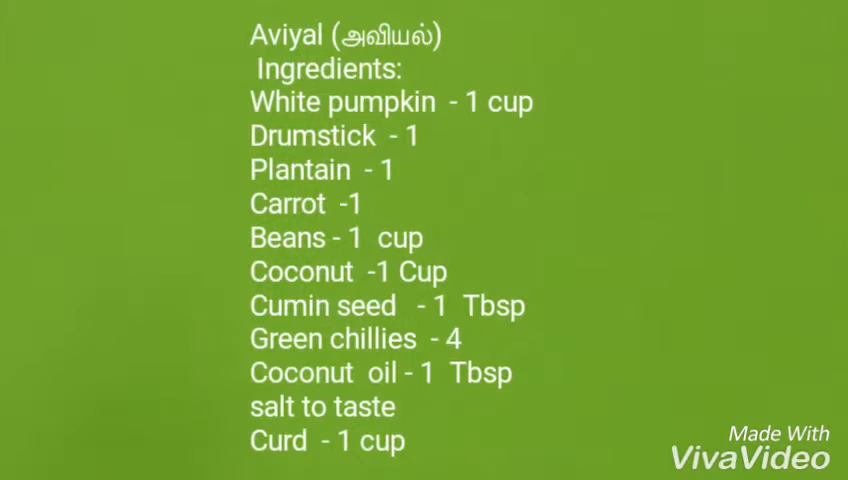 Aviyal (அவியல்)
Ingredients:
White pumpkin - 1 cup
Drumstick - 1
Plantain - 1
Carrot -1
Beans - 1 cup
Coconut -1 Cup
Cumin seed - 1 Tbsp
Green chillies - 4
Coconut oil - 1 Tbsp
salt to taste
Curd - 1 cup
Made With
VivaVideo